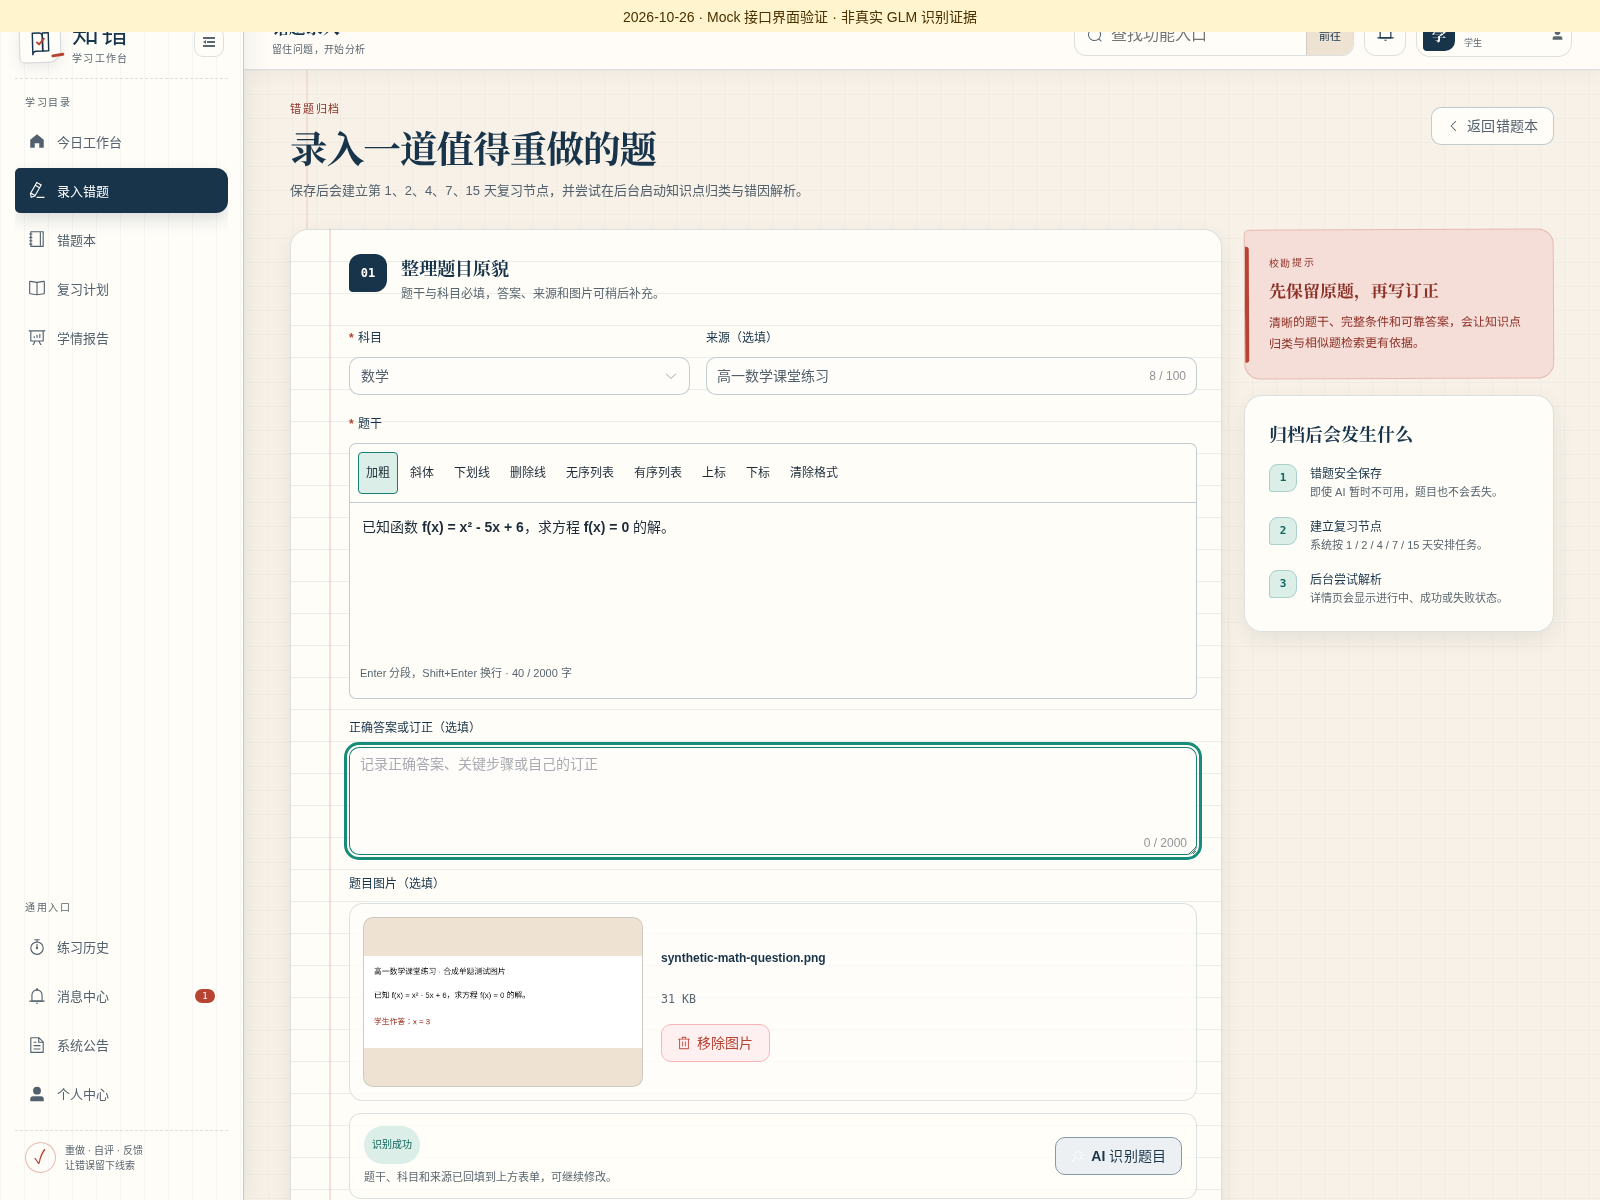 2026-10-26 · Mock 接口界面验证 · 非真实 GLM 识别证据
知错
学习工作台
学习目录
今日工作台
录入错题
错题本
复习计划
学情报告
通用入口
练习历史
消息中心
1
系统公告
个人中心
重做 · 自评 · 反馈
让错误留下线索
留住问题，开始分析
查找功能入口
前往
学
学生
错题归档
录入一道值得重做的题
保存后会建立第 1、2、4、7、15 天复习节点，并尝试在后台启动知识点归类与错因解析。
返回错题本
01
整理题目原貌
题干与科目必填，答案、来源和图片可稍后补充。
* 科目
来源（选填）
数学
高一数学课堂练习
8 / 100
* 题干
加粗 斜体 下划线 删除线 无序列表 有序列表 上标 下标 清除格式
已知函数 f(x) = x² - 5x + 6，求方程 f(x) = 0 的解。
Enter 分段，Shift+Enter 换行 · 40 / 2000 字
正确答案或订正（选填）
记录正确答案、关键步骤或自己的订正
0 / 2000
题目图片（选填）
高一数学课堂练习 · 合成单题测试图片
已知 f(x) = x² - 5x + 6，求方程 f(x) = 0 的解。
学生作答：x = 3
synthetic-math-question.png
31 KB
移除图片
识别成功
题干、科目和来源已回填到上方表单，可继续修改。
AI 识别题目
校勘提示
先保留原题，再写订正
清晰的题干、完整条件和可靠答案，会让知识点
归类与相似题检索更有依据。
归档后会发生什么
1
错题安全保存
即使 AI 暂时不可用，题目也不会丢失。
2
建立复习节点
系统按 1 / 2 / 4 / 7 / 15 天安排任务。
3
后台尝试解析
详情页会显示进行中、成功或失败状态。